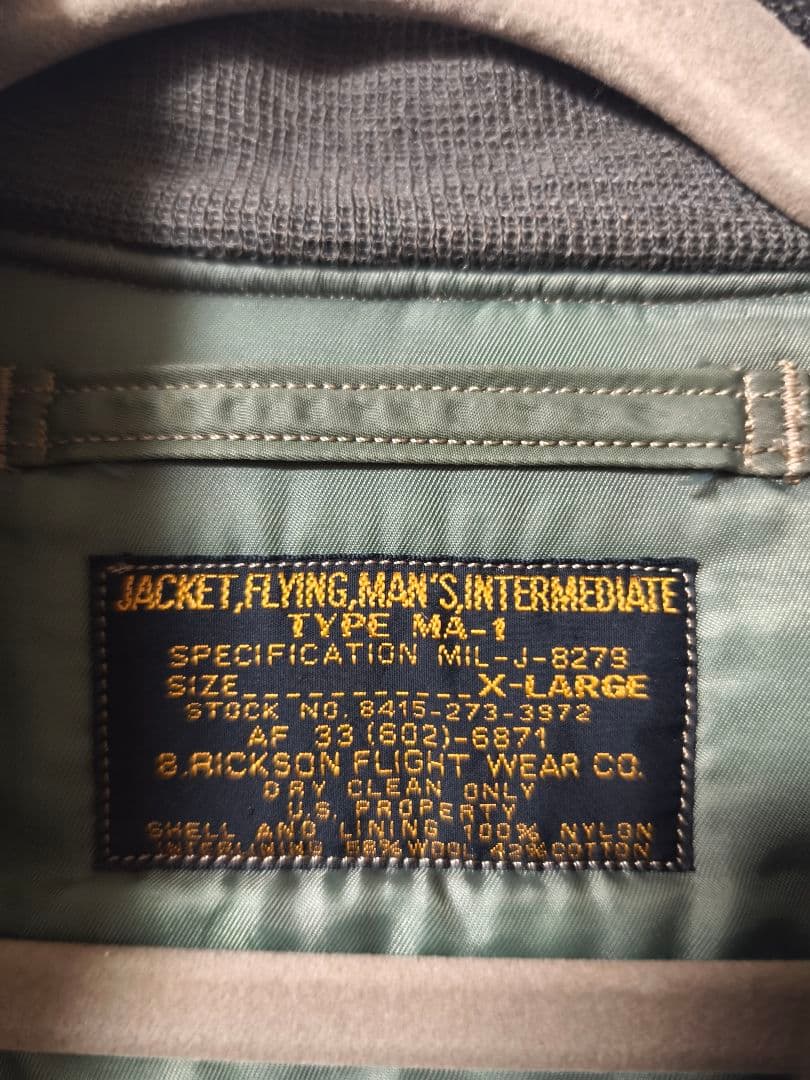 JACKET,FLYING,MAN'S,INTERMEDIATE
TYPE MA-1
SPECIFICATION MIL-J-8279
SIZE____________X-LARGE
STOCK NO. 8415-273-3972
AF 33(602)-6871
B.RICKSON FLIGHT WEAR CO.
DRY CLEAN ONLY
U.S. PROPERTY
SHELL AND LINING 100% NYLON
INTERLINING 58%WOOL 42%COTTON